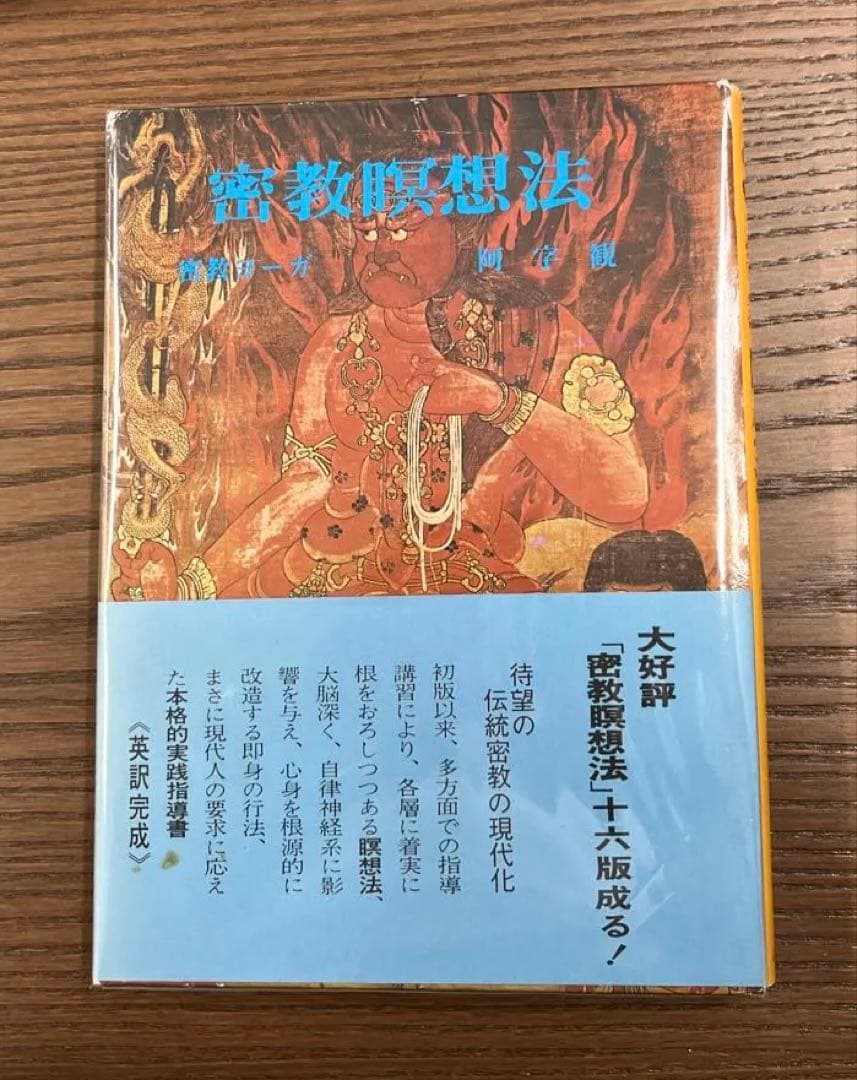 密教瞑想法
密教ヨーガ
阿字観
大好評
「密教瞑想法」十六版成る！
待望の
伝統密教の現代化
初版以来、多方面での指導
講習により、各層に着実に
根をおろしつつある瞑想法、
大脳深く、自律神経系に影
響を与え、心身を根源的に
改造する即身の行法、
まさに現代人の要求に応え
た本格的実践指導書
《英訳完成》